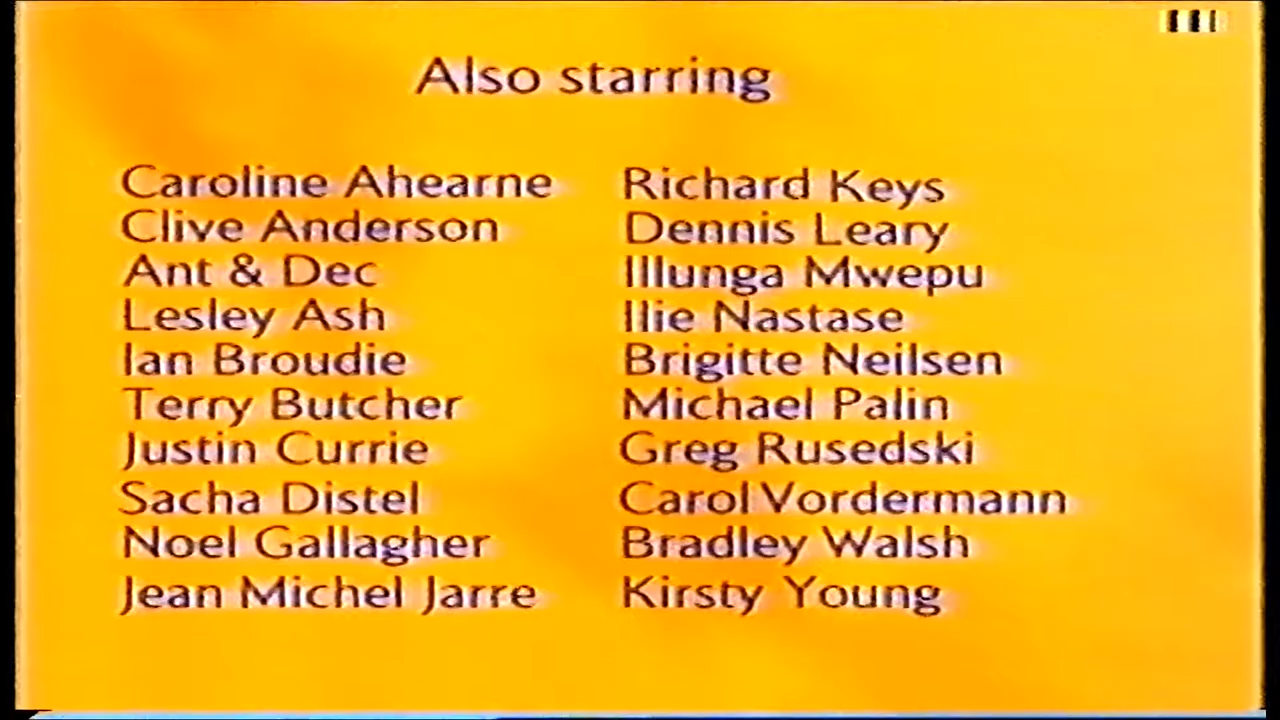 Also starring
Caroline Ahearne
Clive Anderson
Ant & Dec
Lesley Ash
Ian Broudie
Terry Butcher
Justin Currie
Sacha Distel
Noel Gallagher
Jean Michel Jarre
Richard Keys
Dennis Leary
Illunga Mwepu
Ilie Nastase
Brigitte Neilsen
Michael Palin
Greg Rusedski
Carol Vordermann
Bradley Walsh
Kirsty Young